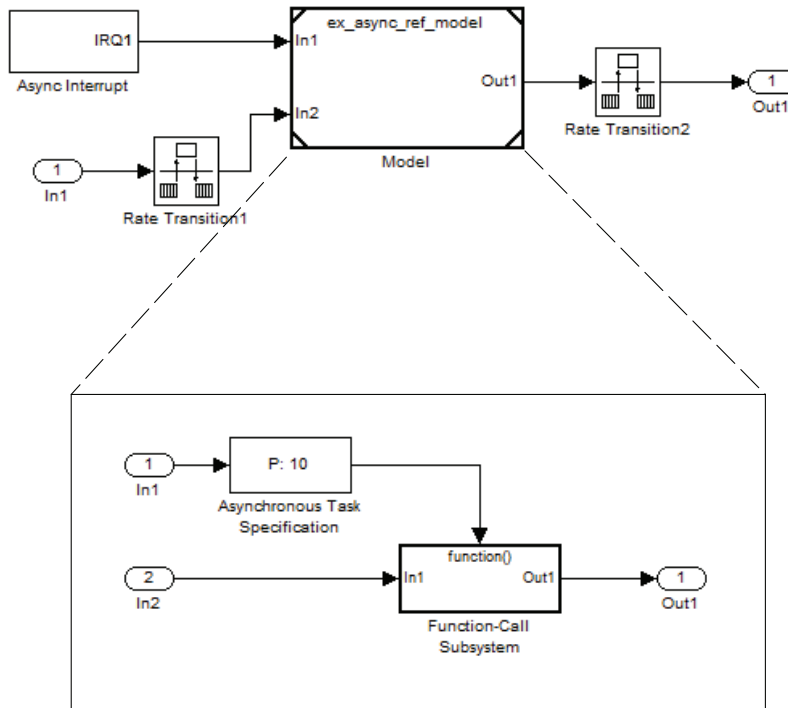 ex_async_ref_model
IRQ1
In1
Async Interrupt
Out1
1
Out1
In2
Rate Transition2
Model
1
In1
Rate Transition1
1
In1
P: 10
Asynchronous Task
Specification
function()
2
In2
In1
Out1
1
Out1
Function-Call
Subsystem